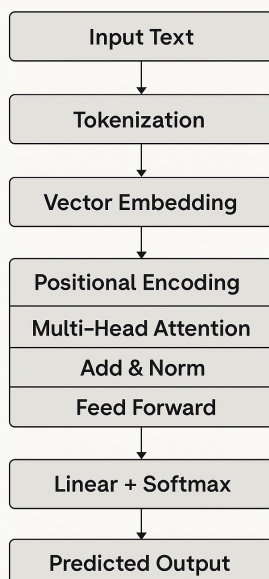 Input Text
Tokenization
Vector Embedding
Positional Encoding
Multi-Head Attention
Add & Norm
Feed Forward
Linear + Softmax
Predicted Output